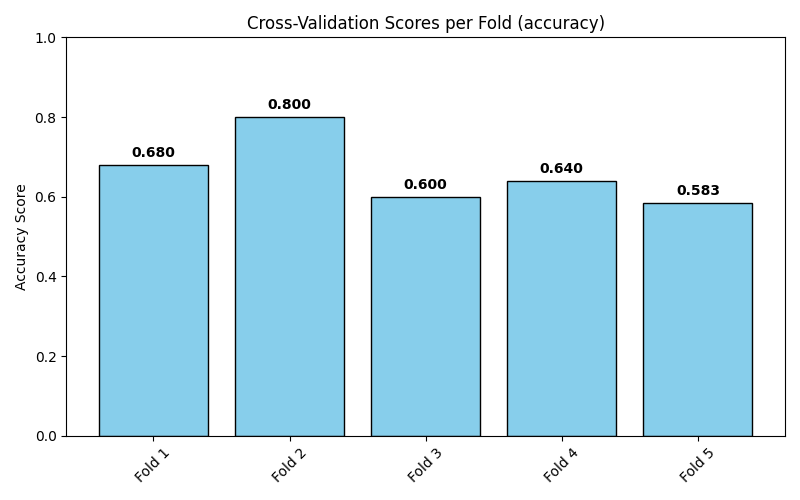 Cross-Validation Scores per Fold (accuracy)
1.0
0.8
0.6
0.4
0.2
0.0
Accuracy Score
0.680
0.800
0.600
0.640
0.583
Fold 1
Fold 2
Fold 3
Fold 4
Fold 5